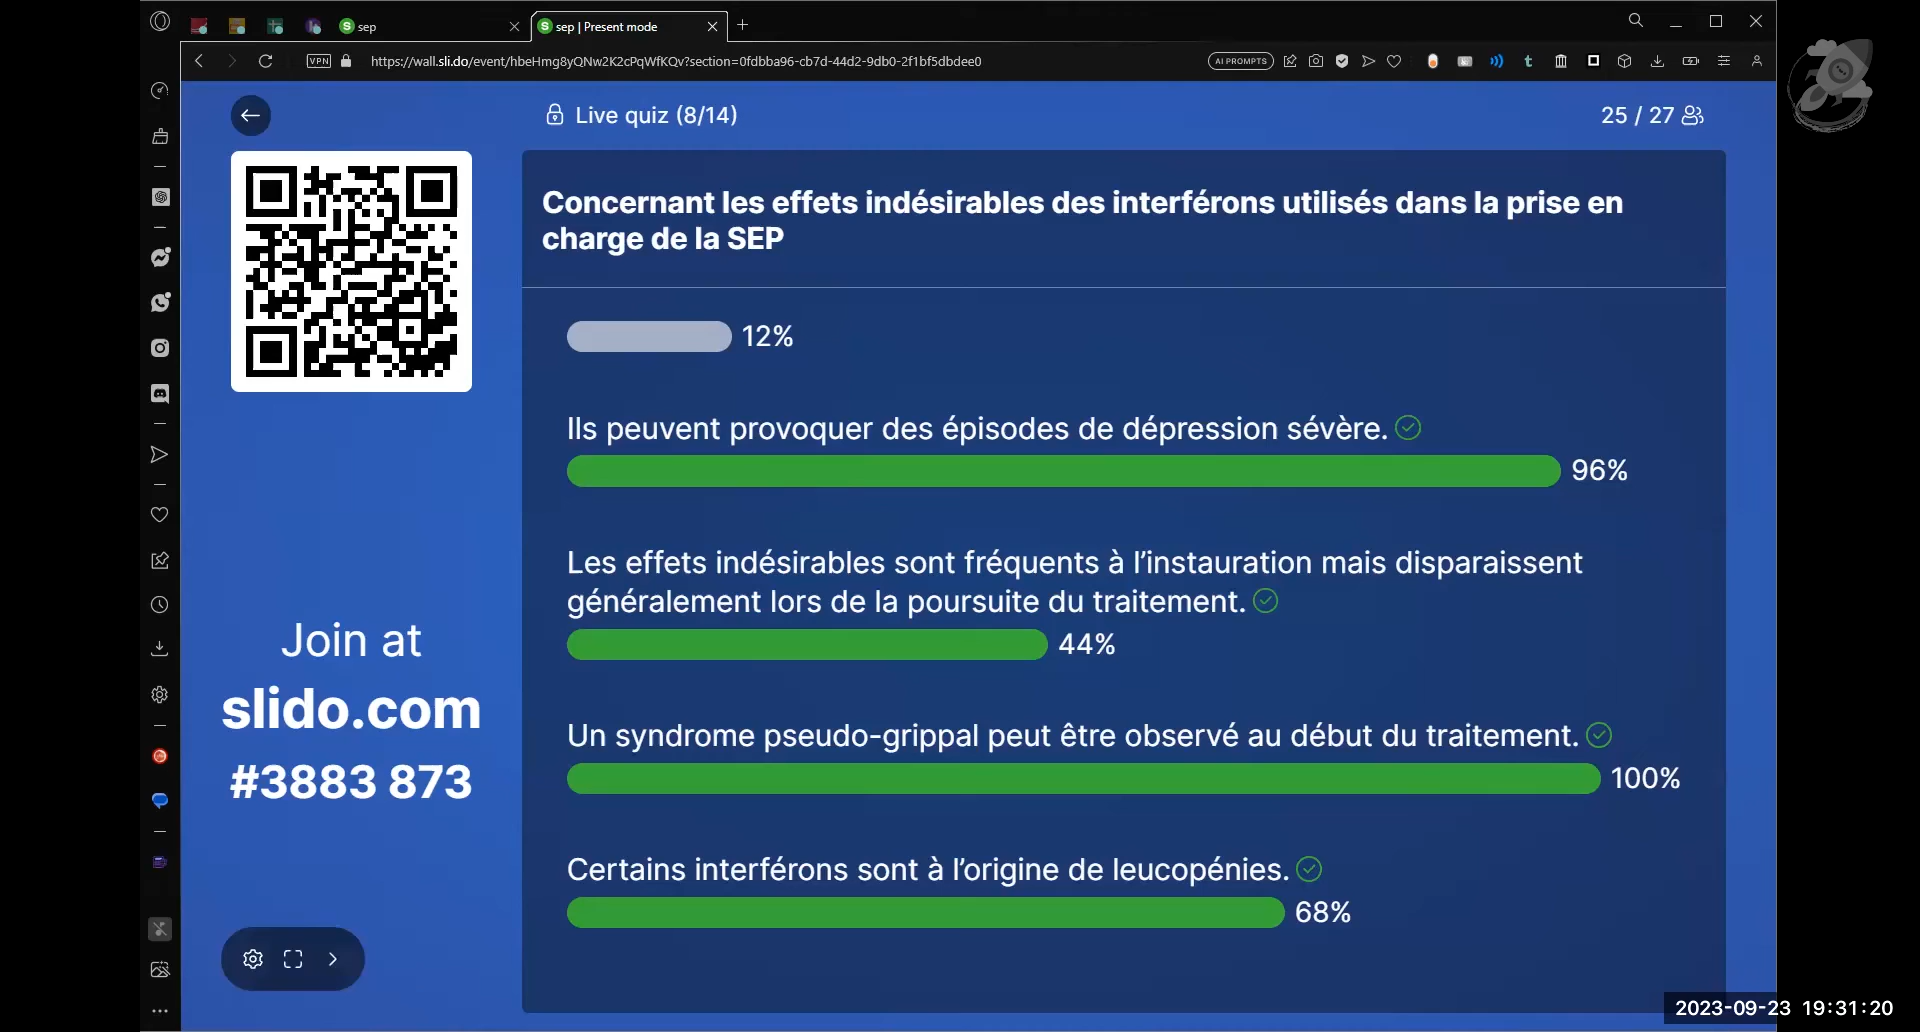 sep
sep | Present mode
VPN
https://wall.sli.do/event/hbeHmg8yQNw2K2cPqWfKQv?section=0fdbba96-cb7d-44d2-9db0-2f1bf5dbdee0
AI PROMPTS
Live quiz (8/14)
25 / 27
Concernant les effets indésirables des interférons utilisés dans la prise en
charge de la SEP
12%
Ils peuvent provoquer des épisodes de dépression sévère.
96%
Les effets indésirables sont fréquents à l’instauration mais disparaissent
généralement lors de la poursuite du traitement.
44%
Un syndrome pseudo-grippal peut être observé au début du traitement.
100%
Certains interférons sont à l’origine de leucopénies.
68%
Join at
slido.com
#3883 873
2023-09-23 19:31:20